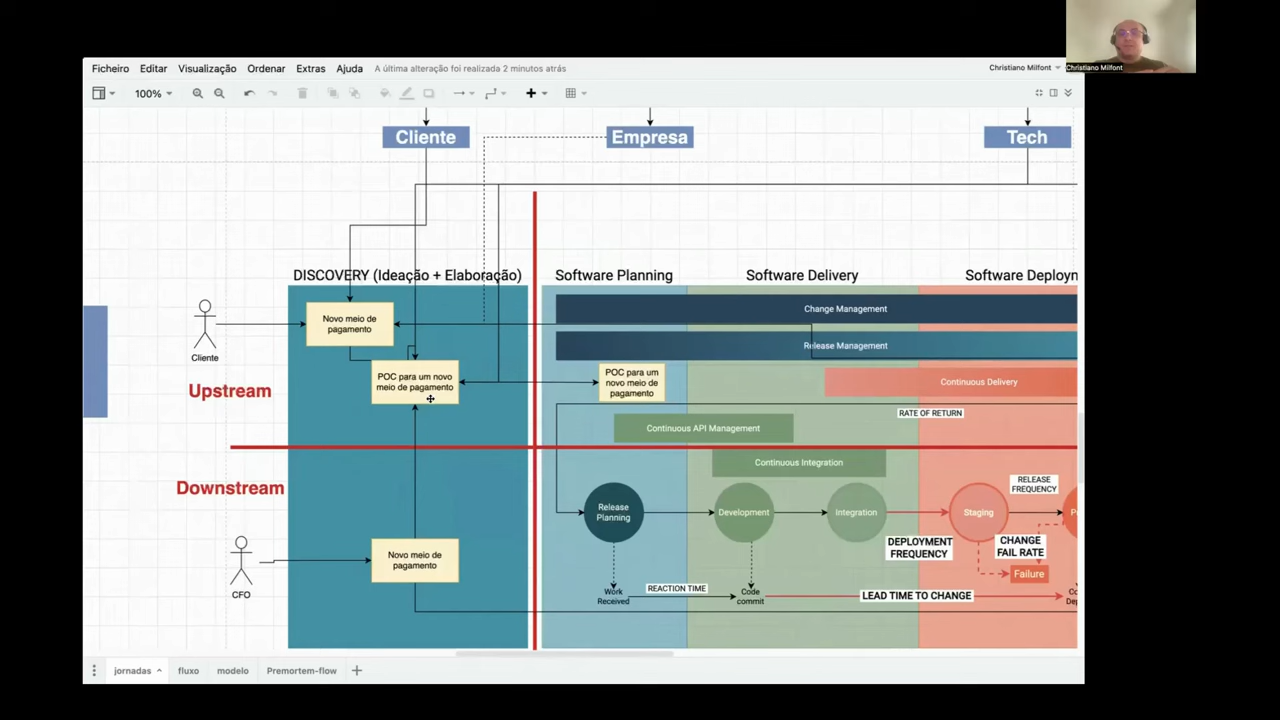 Christiano Milfont
Ficheiro Editar Visualização Ordenar Extras Ajuda A última alteração foi realizada 2 minutos atrás
Christiano Milfont
100%
Cliente
Empresa
Tech
DISCOVERY (Ideação + Elaboração)
Software Planning
Software Delivery
Software Deploym
Cliente
Novo meio de
pagamento
Change Management
Release Management
Upstream
POC para um novo
meio de pagamento
POC para um
novo meio de
pagamento
Continuous Delivery
RATE OF RETURN
Continuous API Management
Continuous Integration
Downstream
Release
Planning
Development
Integration
Staging
RELEASE
FREQUENCY
DEPLOYMENT
FREQUENCY
CHANGE
FAIL RATE
Failure
CFO
Novo meio de
pagamento
Work
Received
REACTION TIME
Code
commit
LEAD TIME TO CHANGE
jornadas
fluxo
modelo
Premortem-flow